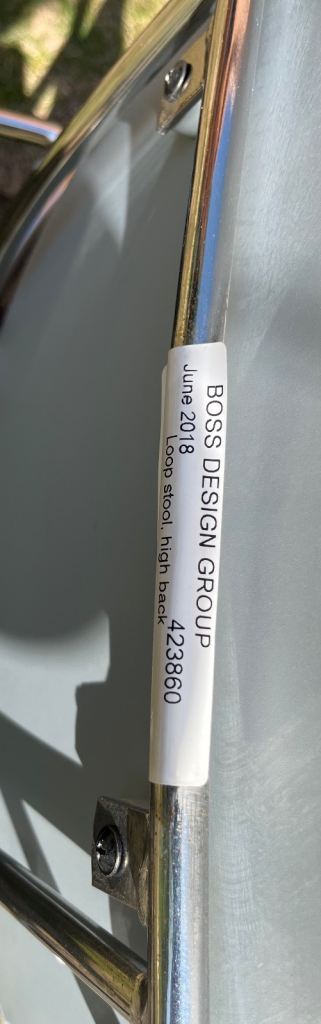 BOSS DESIGN GROUP
June 2018 423860
Loop stool, high back